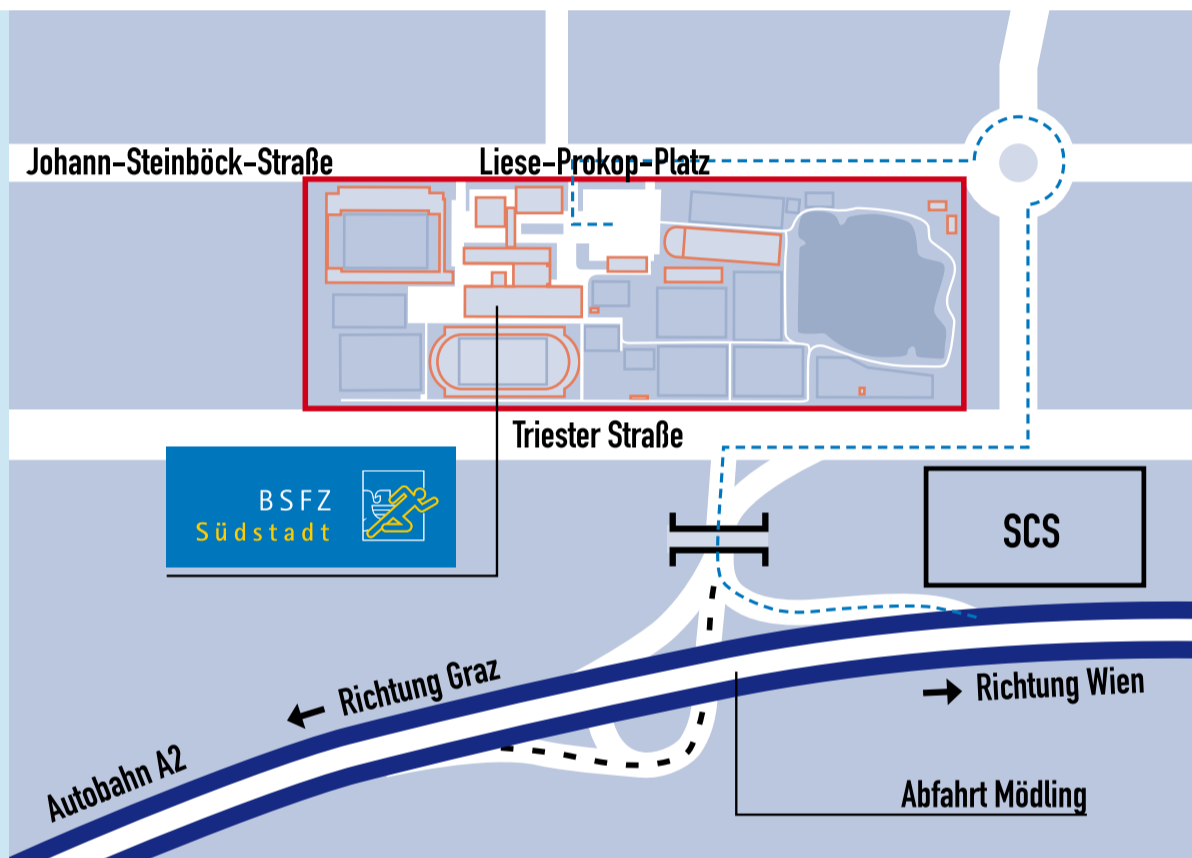 Johann-Steinböck-Straße
Liese-Prokop-Platz
Triester Straße
BSFZ
Südstadt
SCS
Richtung Graz
Richtung Wien
Autobahn A2
Abfahrt Mödling